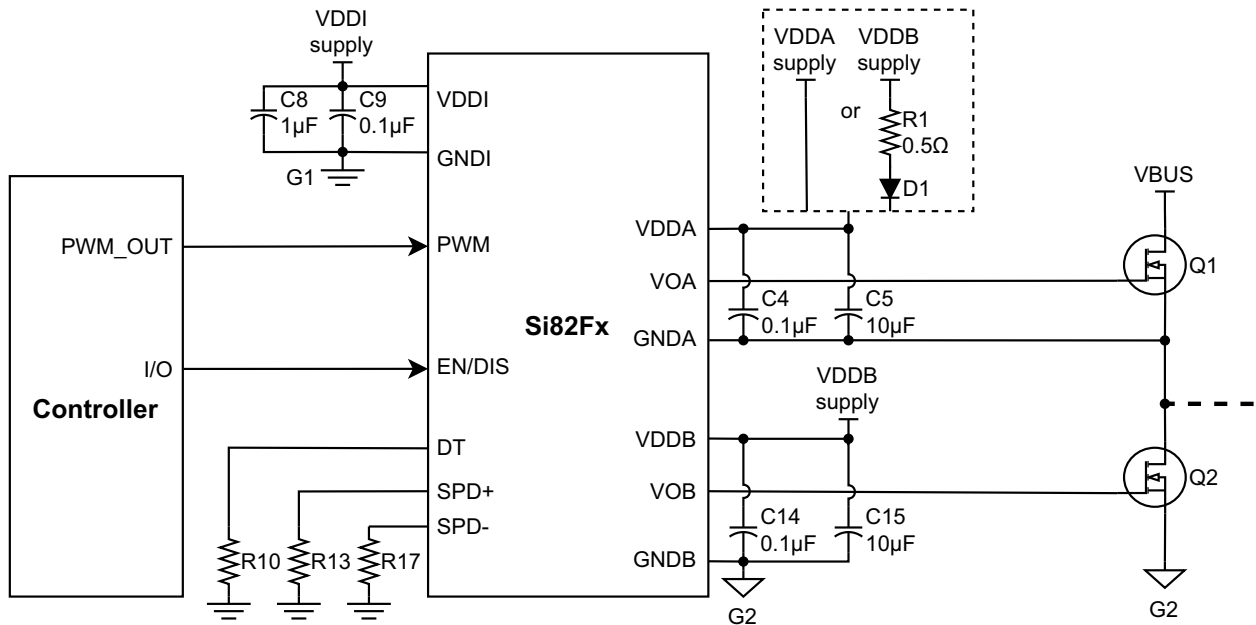 VDDI
supply
C8
1µF
C9
0.1µF
G1
VDDI
GNDI
PWM
EN/DIS
DT
SPD+
SPD-
Si82Fx
VDDA
VOA
GNDA
VDDB
VOB
GNDB
PWM_OUT
I/O
Controller
R10
R13
R17
VDDA
supply
or
VDDB
supply
R1
0.5Ω
D1
C4
0.1µF
C5
10µF
VDDB
supply
C14
0.1µF
C15
10µF
G2
VBUS
Q1
Q2
G2